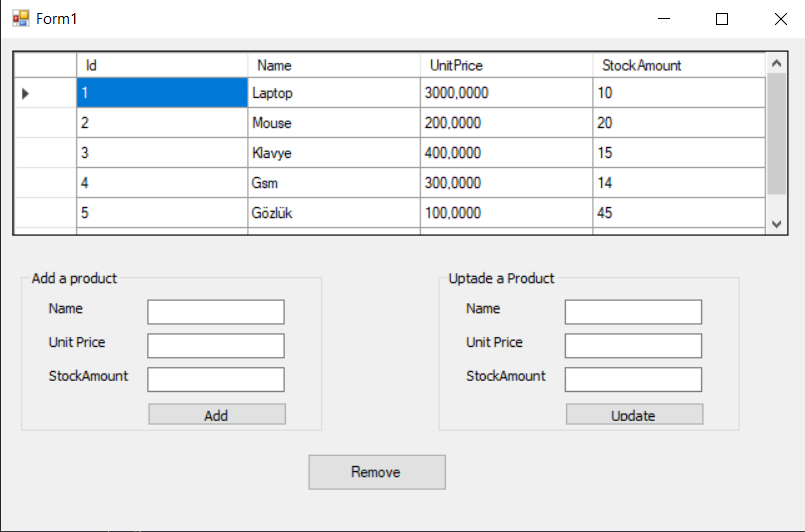 Form1
Id Name UnitPrice StockAmount
1 Laptop 3000,0000 10
2 Mouse 200,0000 20
3 Klavye 400,0000 15
4 Gsm 300,0000 14
5 Gözlük 100,0000 45
Add a product
Name
Unit Price
StockAmount
Add
Uptade a Product
Name
Unit Price
StockAmount
Update
Remove